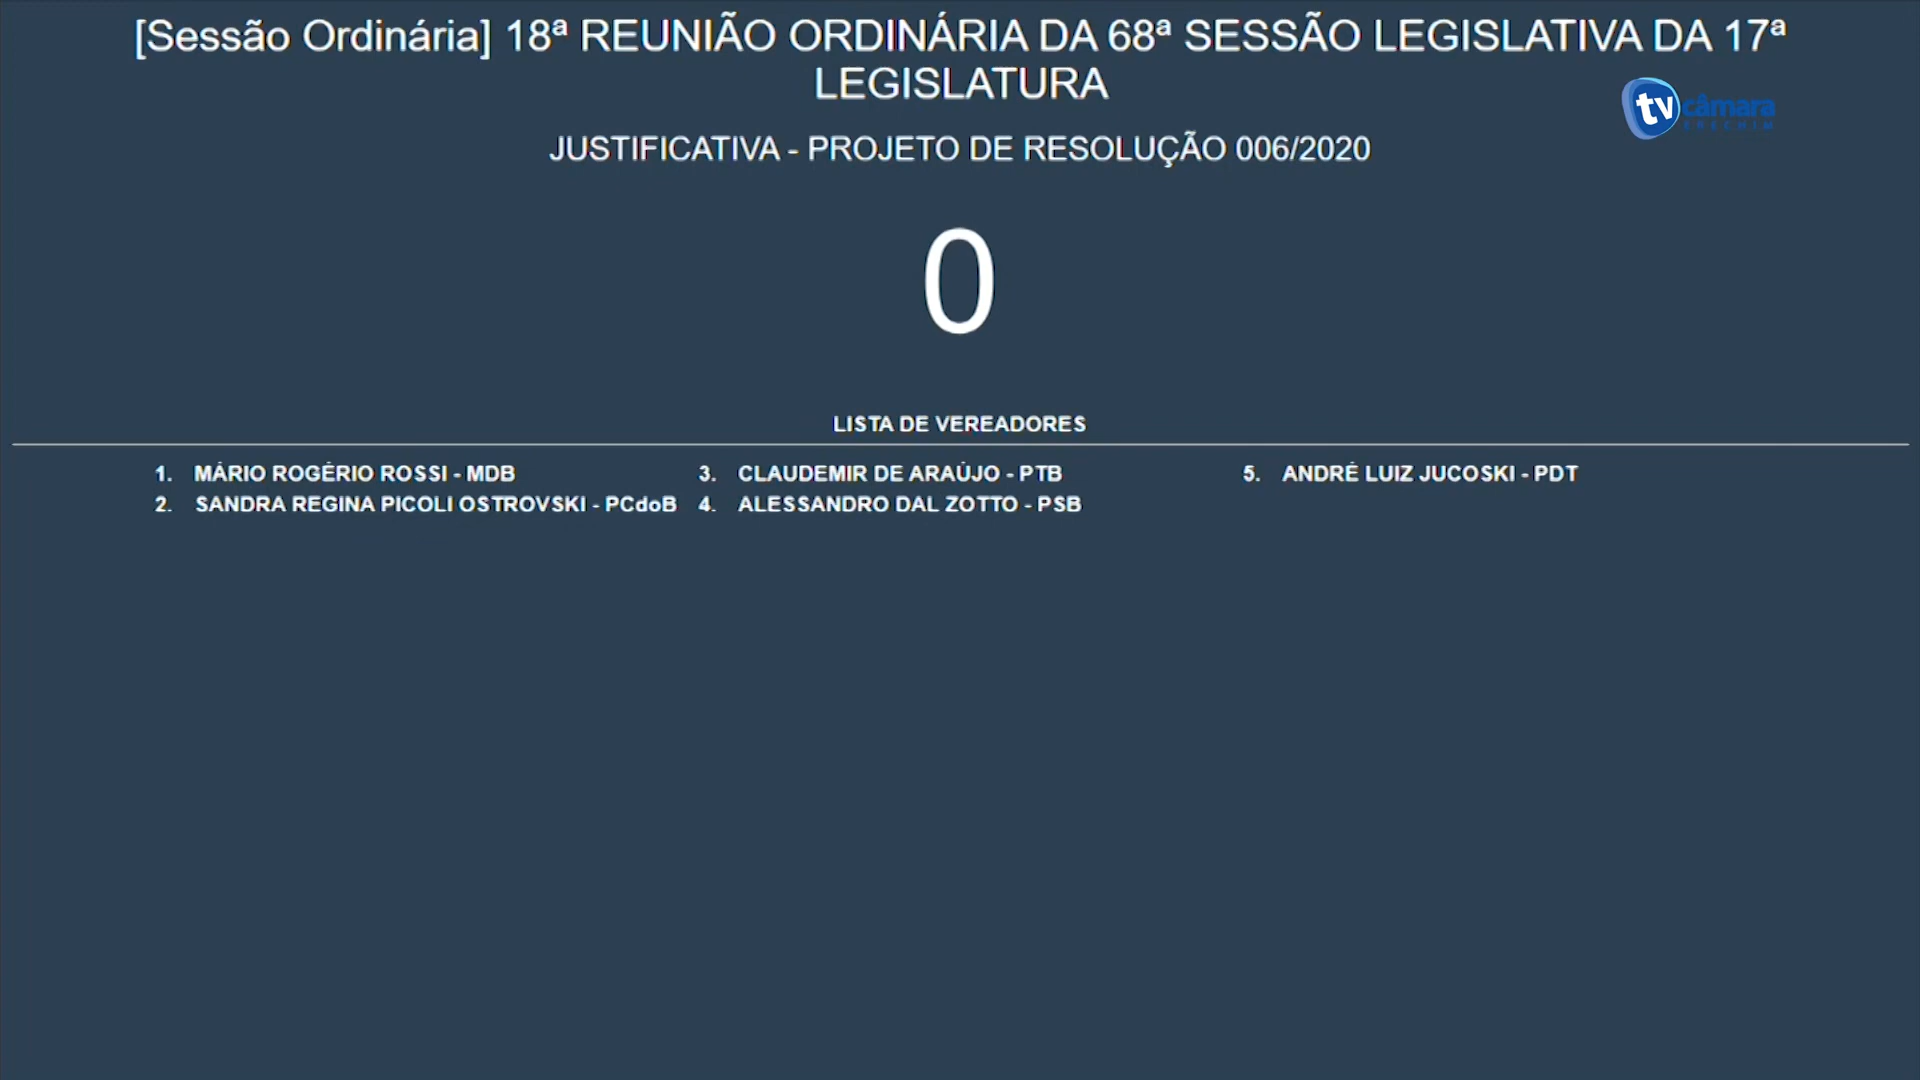 [Sessão Ordinária] 18ª REUNIÃO ORDINÁRIA DA 68ª SESSÃO LEGISLATIVA DA 17ª
LEGISLATURA
tv câmara
ERECHIM
JUSTIFICATIVA - PROJETO DE RESOLUÇÃO 006/2020
0
LISTA DE VEREADORES
1. MÁRIO ROGÉRIO ROSSI - MDB
2. SANDRA REGINA PICOLI OSTROVSKI - PCdoB
3. CLAUDEMIR DE ARAÚJO - PTB
4. ALESSANDRO DAL ZOTTO - PSB
5. ANDRÉ LUIZ JUCOSKI - PDT